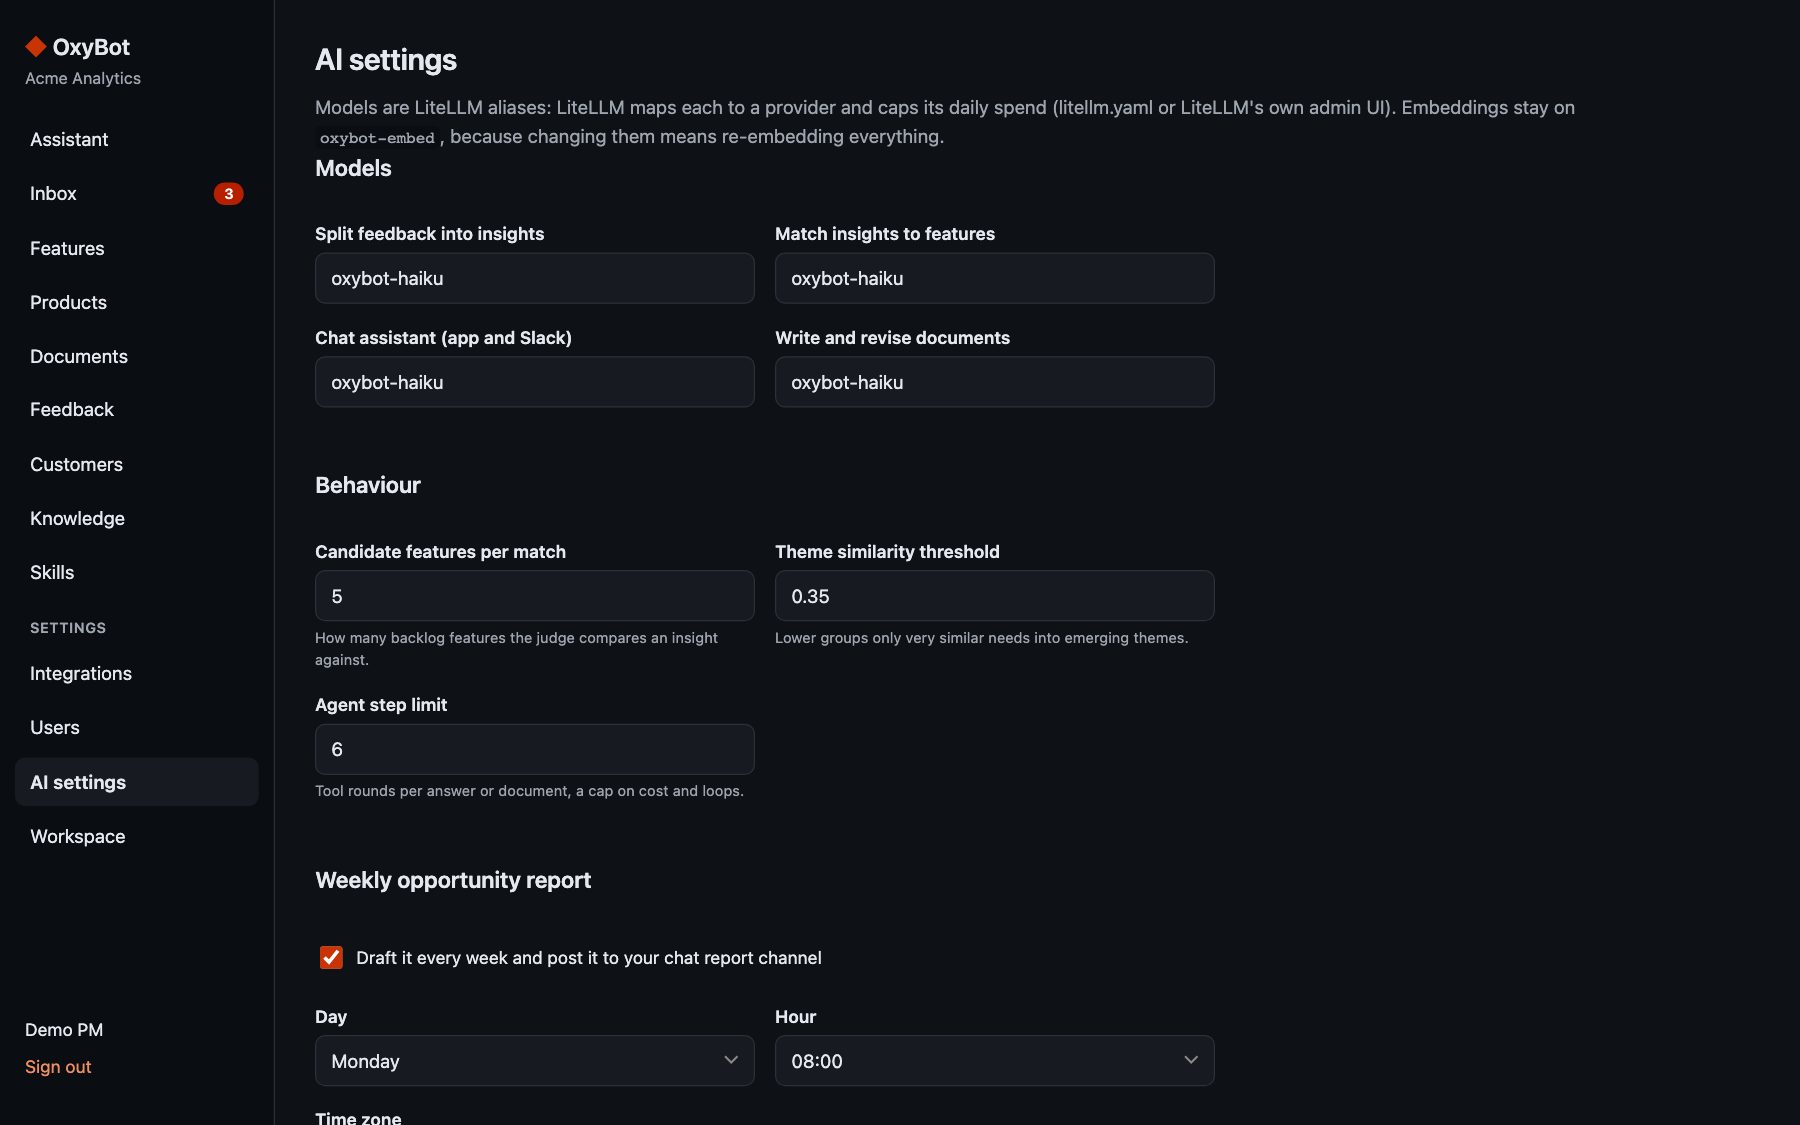 OxyBot
Acme Analytics
Assistant
Inbox
3
Features
Products
Documents
Feedback
Customers
Knowledge
Skills
SETTINGS
Integrations
Users
AI settings
Workspace
Demo PM
Sign out
AI settings
Models are LiteLLM aliases: LiteLLM maps each to a provider and caps its daily spend (litellm.yaml or LiteLLM's own admin UI). Embeddings stay on
oxybot-embed , because changing them means re-embedding everything.
Models
Split feedback into insights
oxybot-haiku
Match insights to features
oxybot-haiku
Chat assistant (app and Slack)
oxybot-haiku
Write and revise documents
oxybot-haiku
Behaviour
Candidate features per match
5
How many backlog features the judge compares an insight
against.
Theme similarity threshold
0.35
Lower groups only very similar needs into emerging themes.
Agent step limit
6
Tool rounds per answer or document, a cap on cost and loops.
Weekly opportunity report
Draft it every week and post it to your chat report channel
Day
Monday
Hour
08:00
Time zone